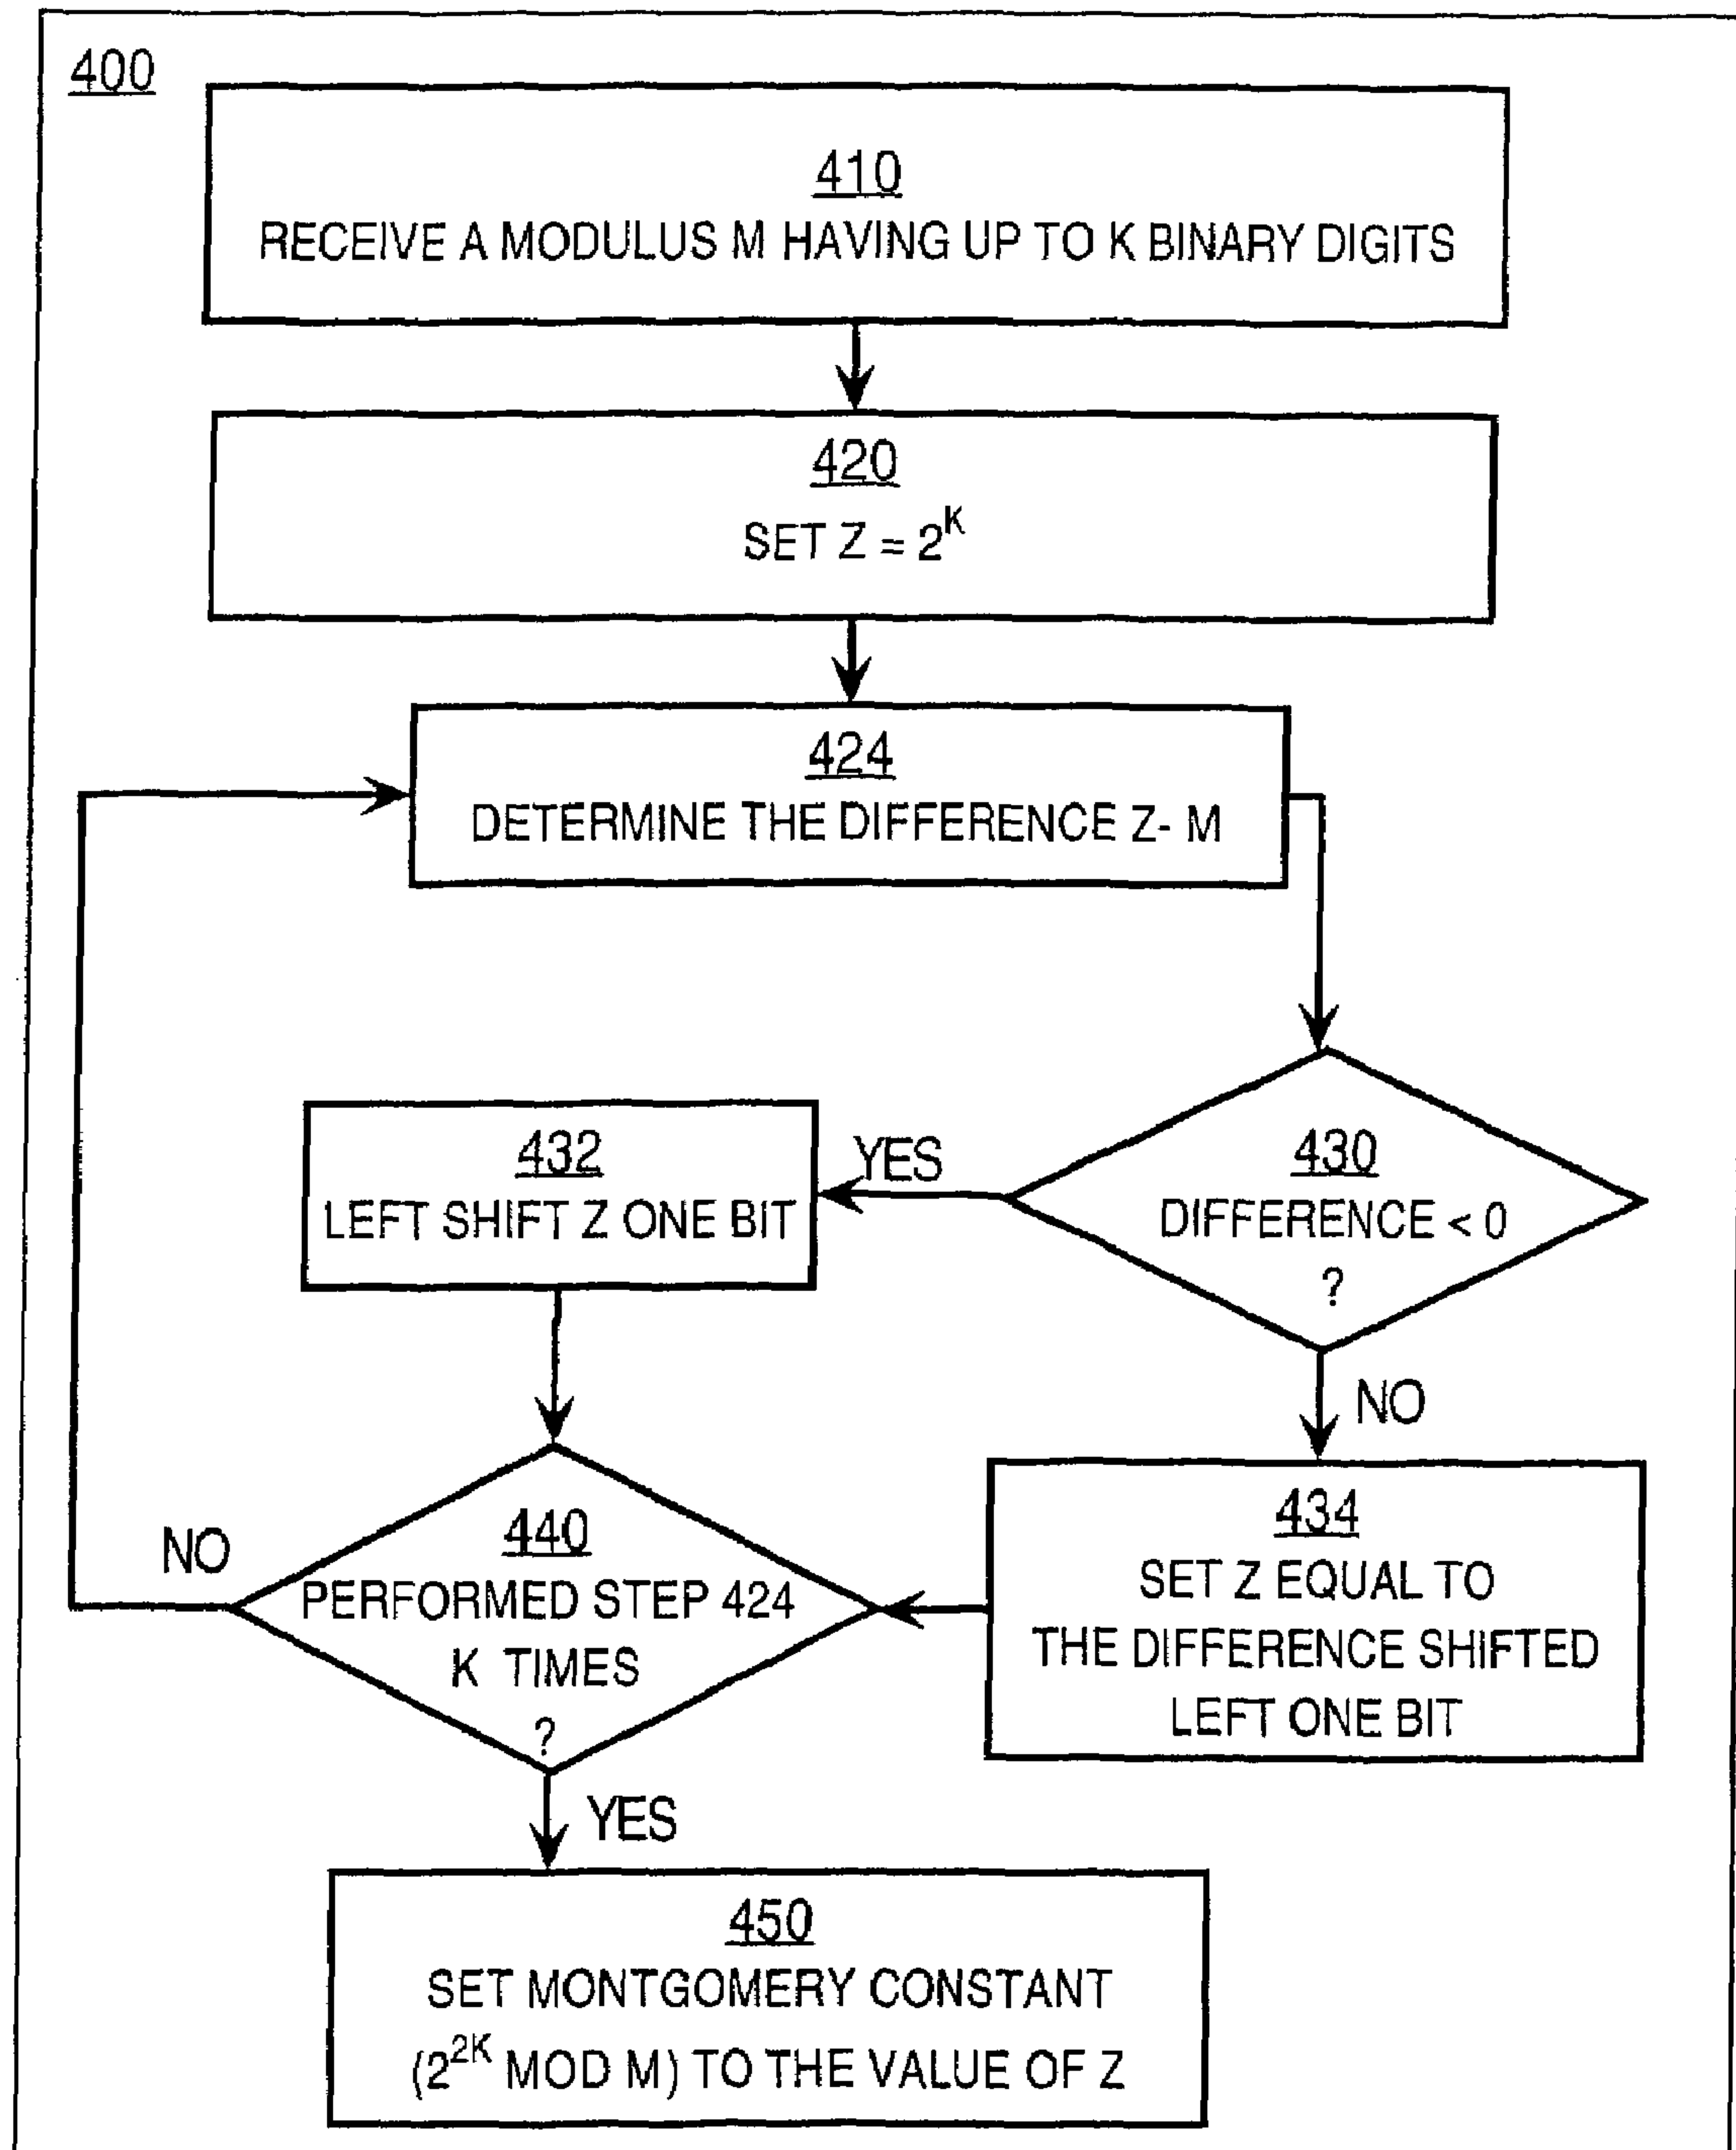 400
410
RECEIVE A MODULUS M HAVING UP TO K BINARY DIGITS
420
SET Z = 2^K
424
DETERMINE THE DIFFERENCE Z- M
430
DIFFERENCE < 0
?
YES
432
LEFT SHIFT Z ONE BIT
NO
434
SET Z EQUAL TO
THE DIFFERENCE SHIFTED
LEFT ONE BIT
440
PERFORMED STEP 424
K TIMES
?
NO
YES
450
SET MONTGOMERY CONSTANT
(2^2K MOD M) TO THE VALUE OF Z